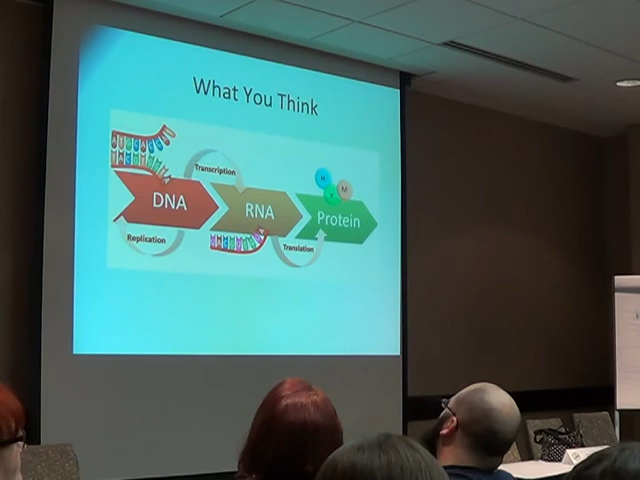 What You Think
Transcription
DNA
RNA
Protein
Y
M
Replication
Translation